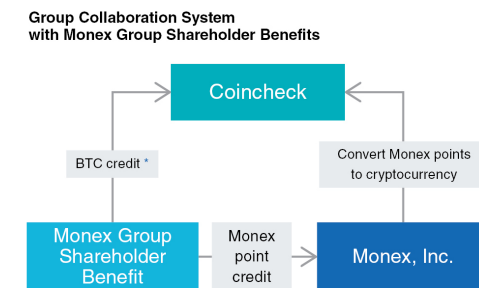 Group Collaboration System
with Monex Group Shareholder Benefits
Coincheck
BTC credit *
Convert Monex points
to cryptocurrency
Monex Group
Shareholder
Benefit
Monex
point
credit
Monex, Inc.